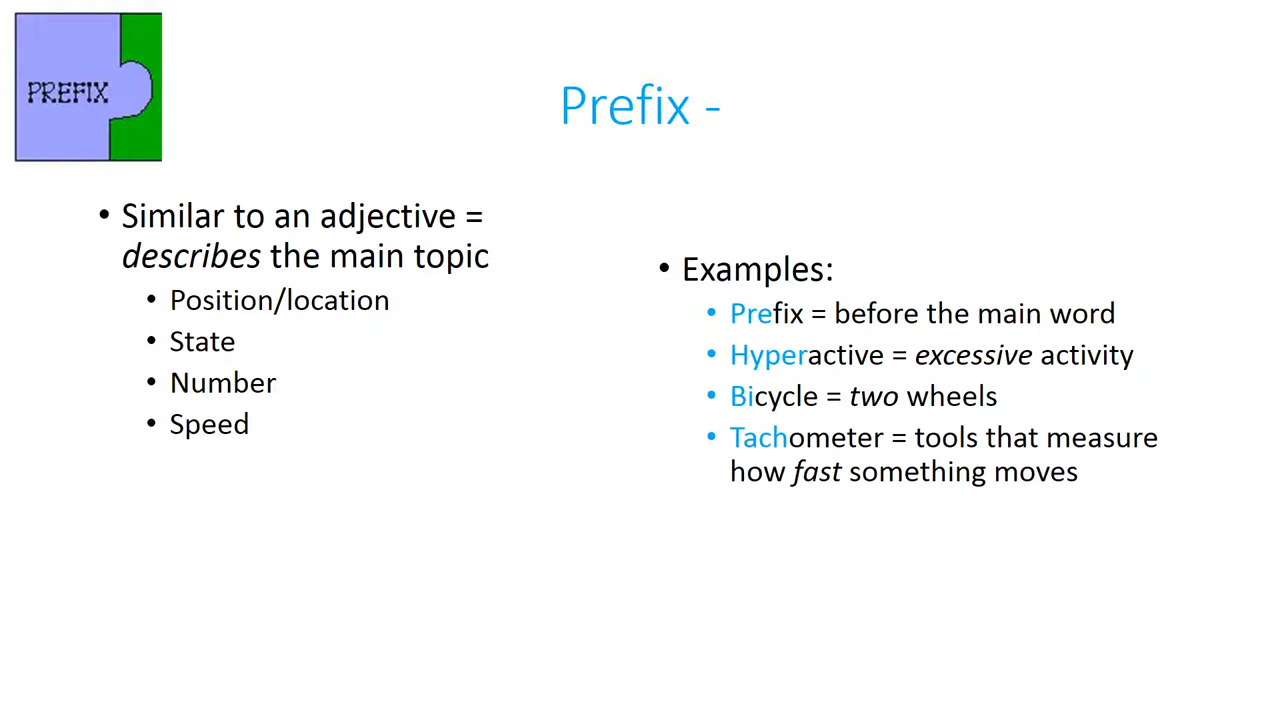 PREFIX
Prefix -
• Similar to an adjective =
describes the main topic
• Position/location
• State
• Number
• Speed
• Examples:
• Prefix = before the main word
• Hyperactive = excessive activity
• Bicycle = two wheels
• Tachometer = tools that measure
how fast something moves